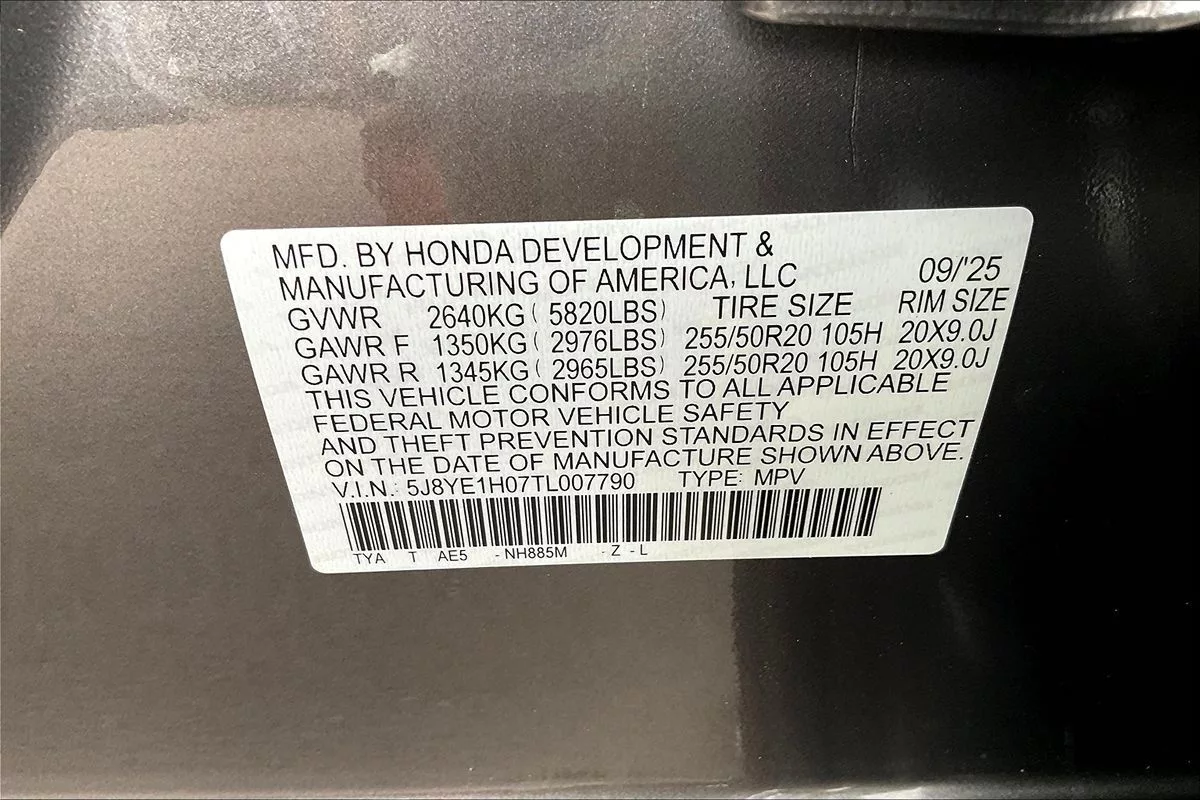 MFD. BY HONDA DEVELOPMENT &
MANUFACTURING OF AMERICA, LLC 09/'25
GVWR 2640KG ( 5820LBS) TIRE SIZE RIM SIZE
GAWR F 1350KG ( 2976LBS) 255/50R20 105H 20X9.0J
GAWR R 1345KG ( 2965LBS) 255/50R20 105H 20X9.0J
THIS VEHICLE CONFORMS TO ALL APPLICABLE
FEDERAL MOTOR VEHICLE SAFETY
AND THEFT PREVENTION STANDARDS IN EFFECT
ON THE DATE OF MANUFACTURE SHOWN ABOVE.
V.I.N.: 5J8YE1H07TL007790 TYPE: MPV
TYA T AE5 -NH885M -Z -L